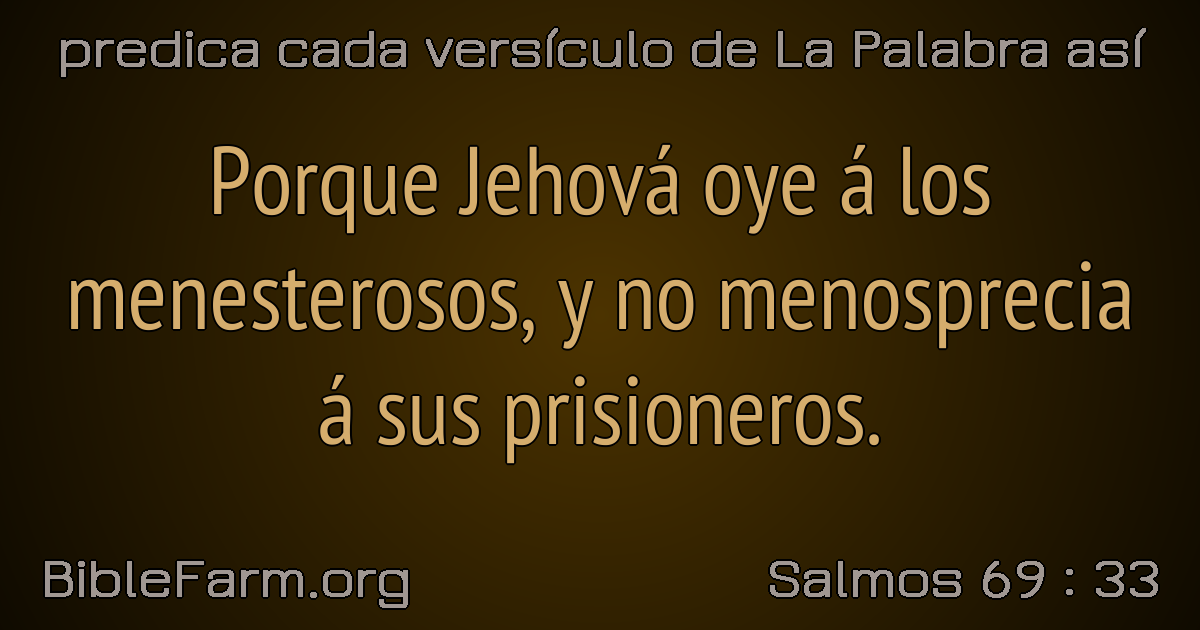 predica cada versículo de La Palabra así
Porque Jehová oye á los
menesterosos, y no menosprecia
á sus prisioneros.
BibleFarm.org
Salmos 69 : 33